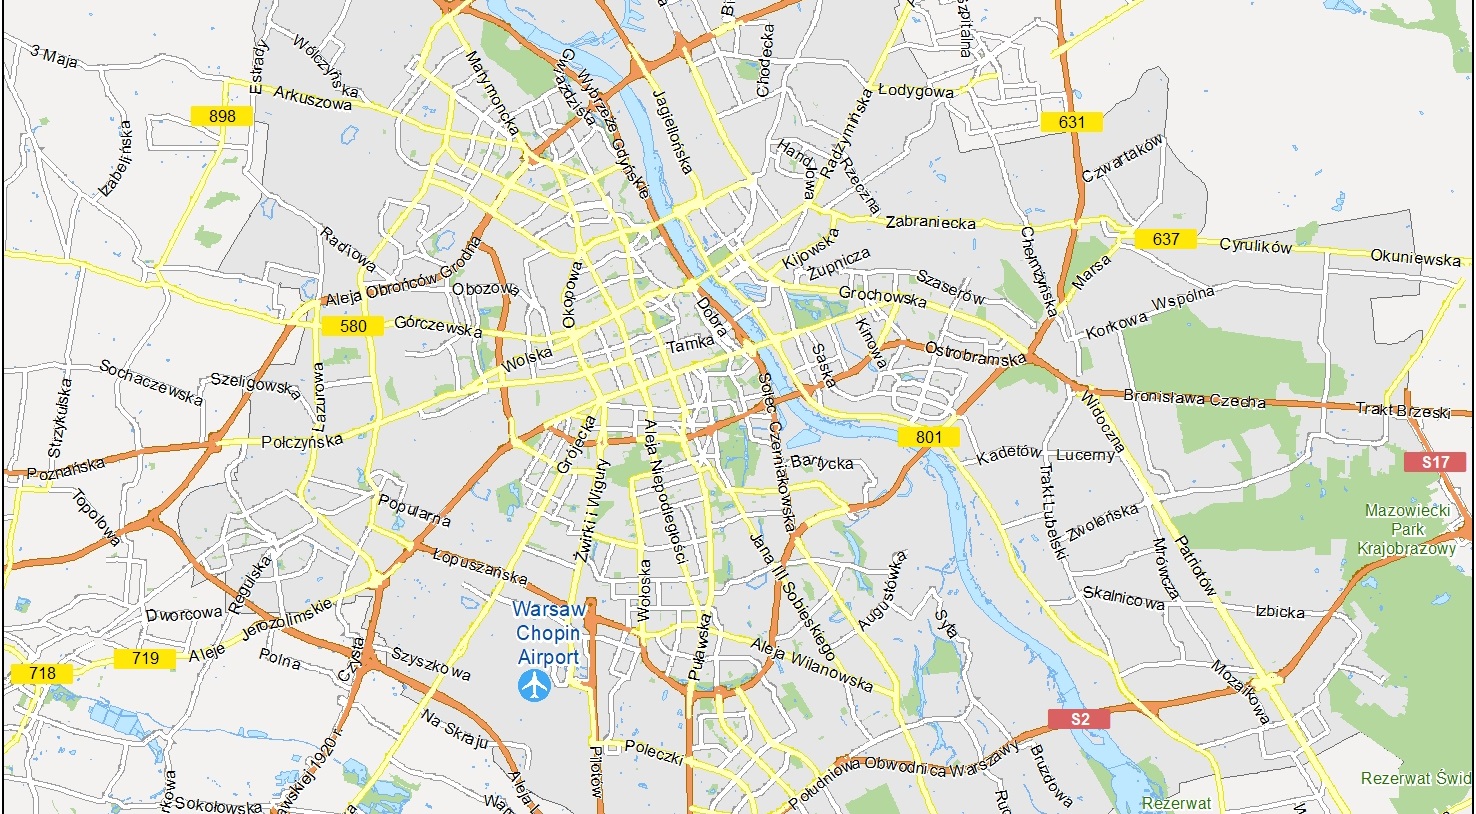 3 Maja
Estrady
Wólczyńska
Arkuszowa
898
Izabelińska
Marymoncka
Gwiaździsta
Wybrzeże Gdyńskie
Jagiellońska
Chodecka
Szpitalna
Łodygowa
631
Radzymińska
Handlowa
Rzeczna
Czwartaków
Zabraniecka
637
Cyrulików
Okuniewska
Radiowa
Aleja Obrońców Grodna
Obozowa
Okopowa
Kijowska
Żupnicza
Szaserów
Grochowska
Chełmżyńska
Marsa
Korkowa
Wspólna
580
Górczewska
Dobra
Tamka
Kinowa
Saska
Ostrobramska
Wolska
Sochaczewska
Szeligowska
Lazurowa
Strzykulska
Połczyńska
Poznańska
Topolowa
Popularna
Grójecka
Aleja Niepodległości
Solec
Czerniakowska
Bartycka
801
Kadetów
Lucerny
Widoczna
Bronisława Czecha
Trakt Brzeski
S17
Mazowiecki
Park
Krajobrazowy
Trakt Lubelski
Zwoleńska
Mrówcza
Patriotów
Skalnicowa
Izbicka
Żwirki i Wigury
Łopuszańska
Wołoska
Jana III Sobieskiego
Augustówka
Syta
Warsaw
Chopin
Airport
Regulska
Dworcowa
Aleje Jerozolimskie
719
718
Polna
Czysta
Szyszkowa
Na Skraju
Puławska
Aleja Wilanowska
Mozaikowa
S2
Poleczki
Pilotów
Południowa Obwodnica Warszawy
Bruzdowa
Sokołowska
Rezerwat
Rezerwat Świd